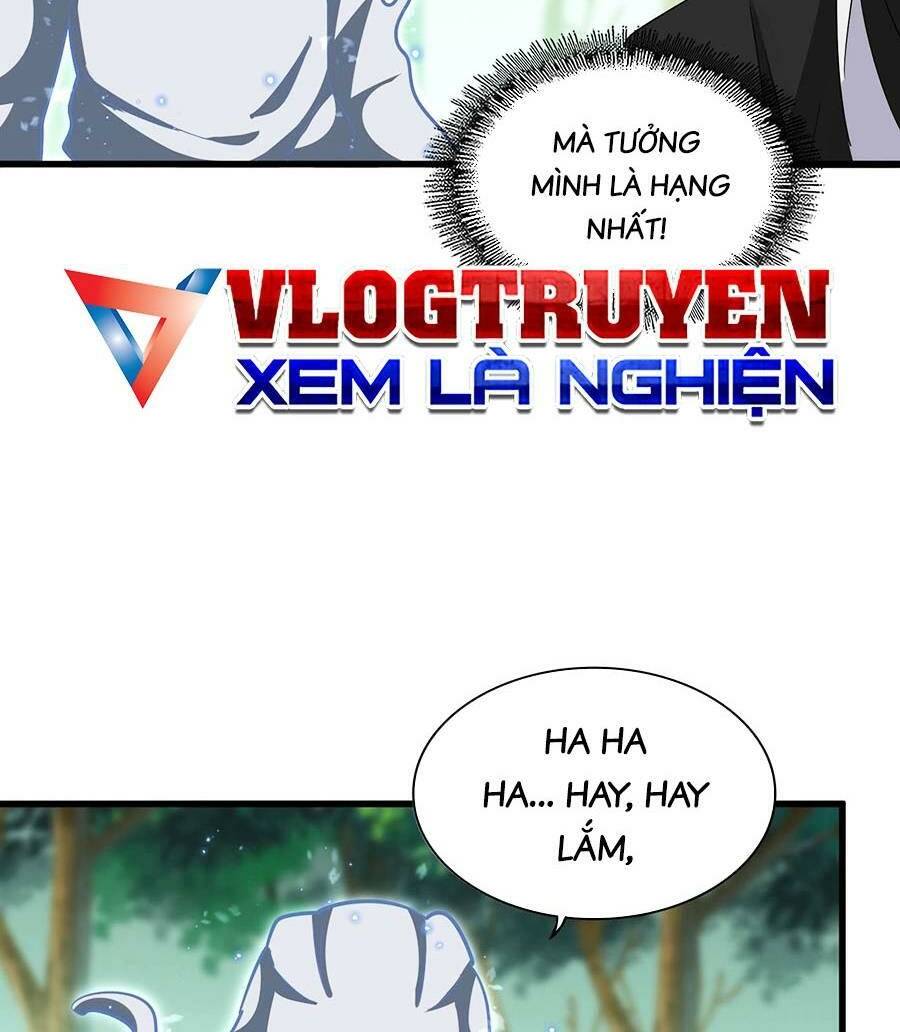 MÀ TƯỞNG
MÌNH LÀ HẠNG
NHẤT!
VLOGTRUYEN
XEM LÀ NGHIỆN
HA HA
HA... HAY, HAY
LẮM,